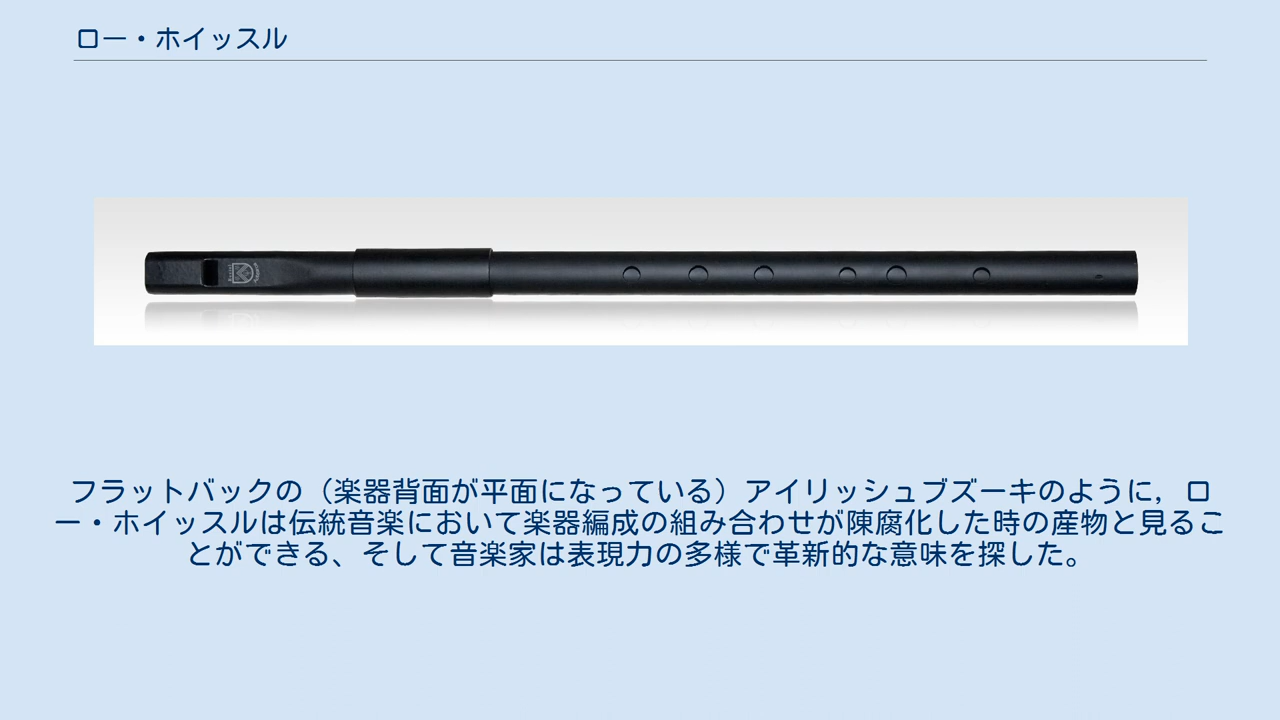 ロー・ホイッスル
フラットバックの（楽器背面が平面になっている）アイリッシュブズーキのように，ロ
ー・ホイッスルは伝統音楽において楽器編成の組み合わせが陳腐化した時の産物と見るこ
とができる、そして音楽家は表現力の多様で革新的な意味を探した。